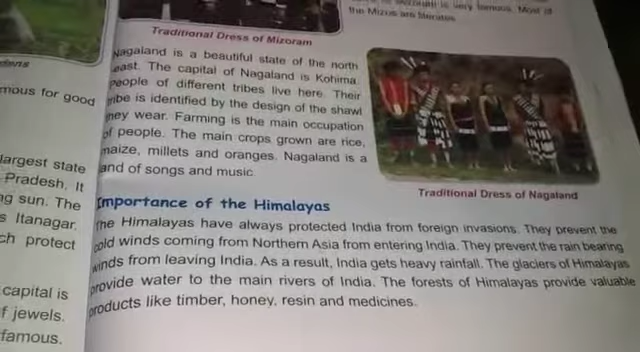 Mizoram is very famous. Most of
the Mizos are literates.
Traditional Dress of Mizoram
Nagaland is a beautiful state of the north
east. The capital of Nagaland is Kohima.
People of different tribes live here. Their
tribe is identified by the design of the shawl
they wear. Farming is the main occupation
of people. The main crops grown are rice,
maize, millets and oranges. Nagaland is a
land of songs and music.
Traditional Dress of Nagaland
Importance of the Himalayas
The Himalayas have always protected India from foreign invasions. They prevent the
cold winds coming from Northern Asia from entering India. They prevent the rain bearing
winds from leaving India. As a result, India gets heavy rainfall. The glaciers of Himalayas
provide water to the main rivers of India. The forests of Himalayas provide valuable
products like timber, honey, resin and medicines.
mous for good
largest state
Pradesh. It
ng sun. The
s Itanagar.
ch protect
capital is
f jewels.
famous.